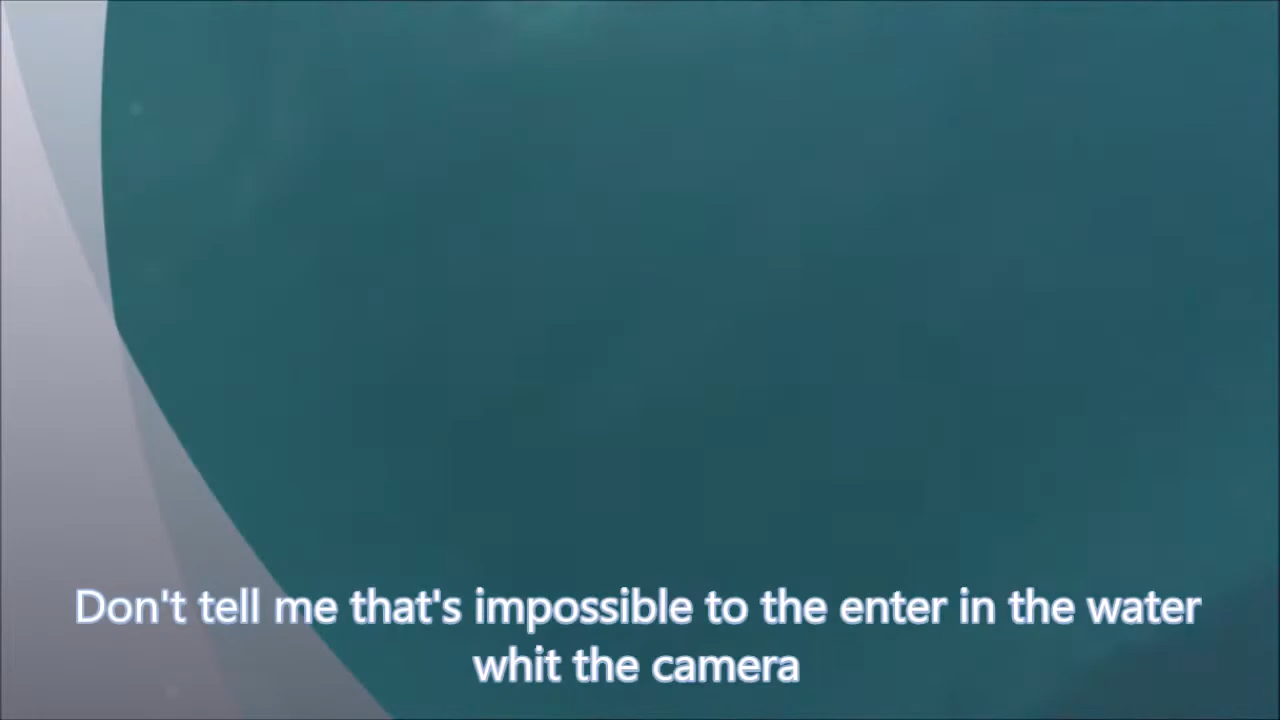 Don't tell me that's impossible to the enter in the water
whit the camera